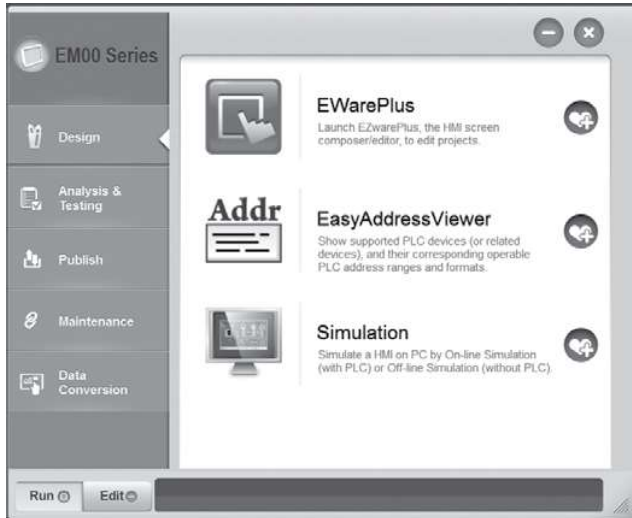 EM00 Series
Design
Analysis &
Testing
Publish
Maintenance
Data
Conversion
EWarePlus
Launch EZwarePlus, the HMI screen
composer/editor, to edit projects.
Addr
EasyAddressViewer
Show supported PLC devices (or related
devices), and their corresponding operable
PLC address ranges and formats.
Simulation
Simulate a HMI on PC by On-line Simulation
(with PLC) or Off-line Simulation (without PLC).
Run
Edit